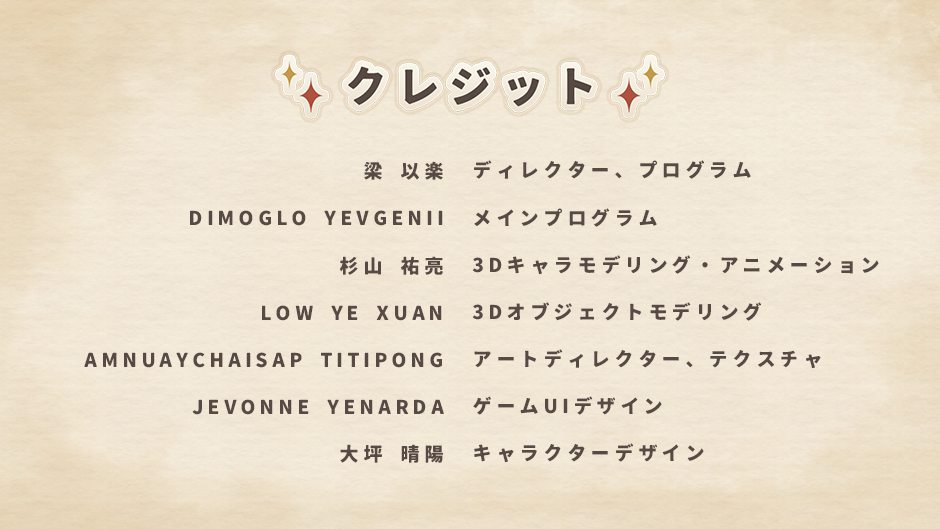 クレジット
梁 以楽 ディレクター、プログラム
DIMOGLO YEVGENII メインプログラム
杉山 祐亮 3Dキャラモデリング・アニメーション
LOW YE XUAN 3Dオブジェクトモデリング
AMNUAYCHAISAP TITIPONG アートディレクター、テクスチャ
JEVONNE YENARDA ゲームUIデザイン
大坪 晴陽 キャラクターデザイン